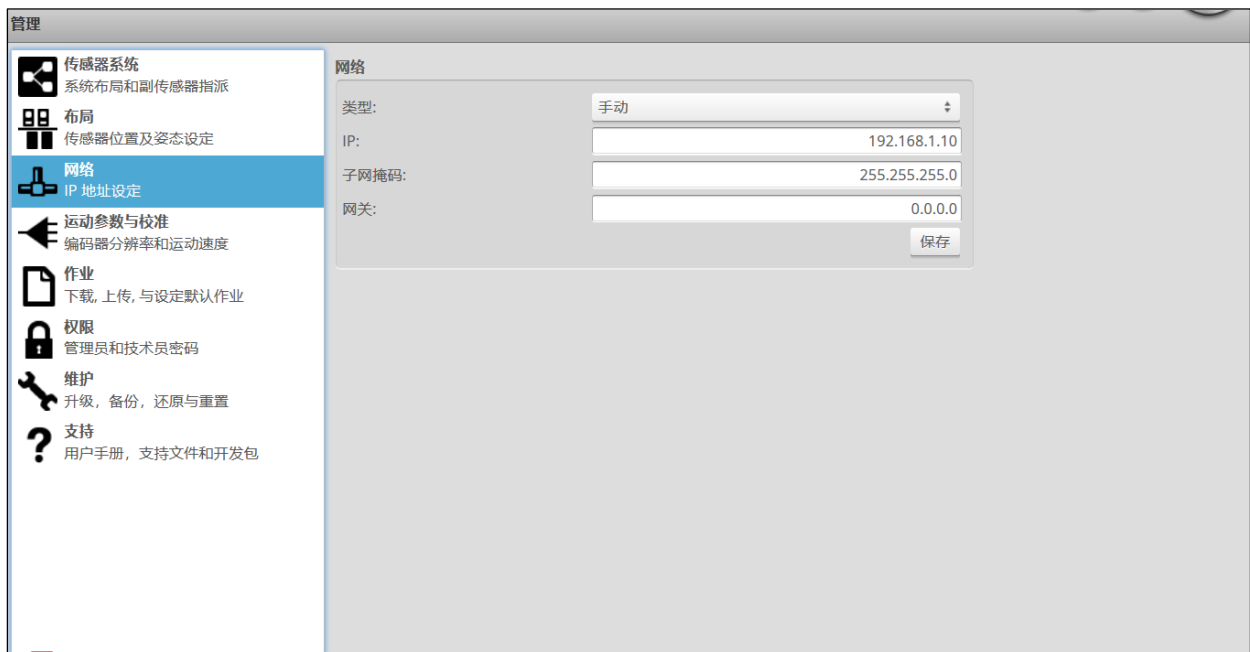 管理
传感器系统
系统布局和副传感器指派
布局
传感器位置及姿态设定
网络
IP 地址设定
运动参数与校准
编码器分辨率和运动速度
作业
下载, 上传, 与设定默认作业
权限
管理员和技术员密码
维护
升级，备份，还原与重置
支持
用户手册，支持文件和开发包
网络
类型: 手动
IP: 192.168.1.10
子网掩码: 255.255.255.0
网关: 0.0.0.0
保存